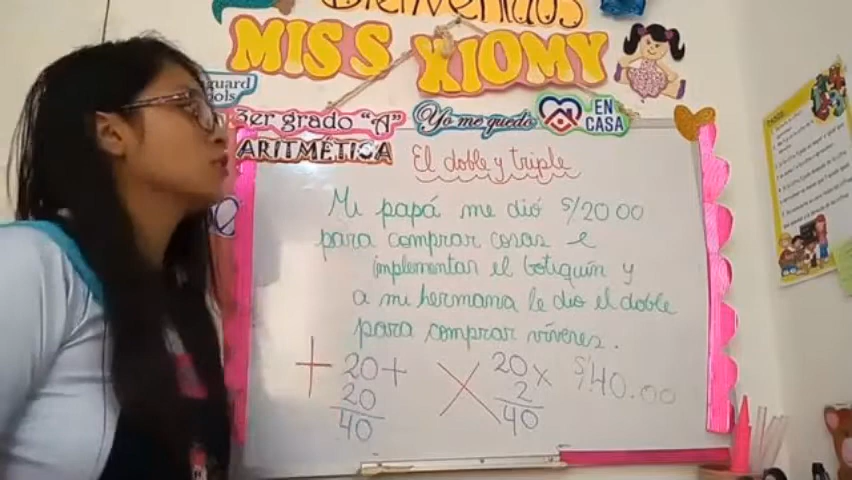 Bienvenidos
MISS XIOMY
3er grado "A"
Yo me quedo
EN
CASA
ARITMÉTICA
El doble y triple
Mi papá me dió S/20 00
para comprar cosas e
implementar el botiquín y
a mi hermana le dio el doble
para comprar víveres.
+ 20 +
20
40
X 20 x
2
40
S/.40.00